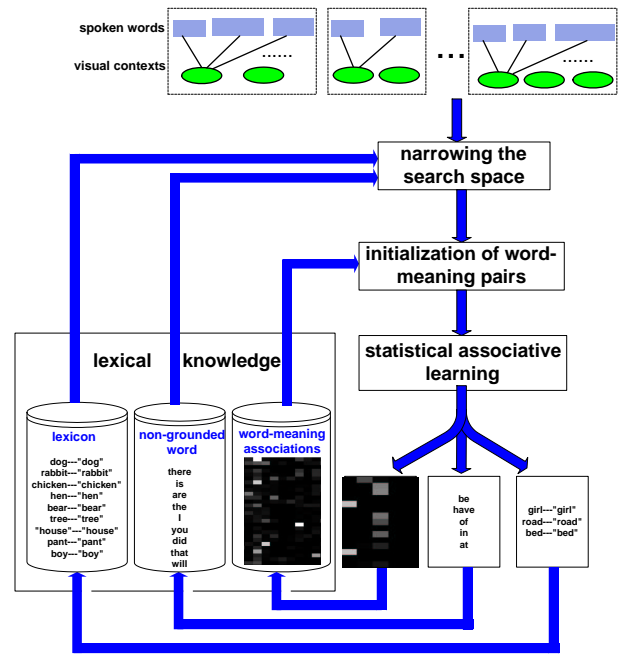 spoken words
visual contexts
......
......
...
narrowing the
search space
initialization of word-
meaning pairs
statistical associative
learning
lexical knowledge
lexicon
dog---"dog"
rabbit---"rabbit"
chicken---"chicken"
hen---"hen"
bear---"bear"
tree---"tree"
"house"---"house"
pant---"pant"
boy---"boy"
non-grounded
word
there
is
are
the
I
you
did
that
will
word-meaning
associations
be
have
of
in
at
girl---"girl"
road---"road"
bed---"bed"